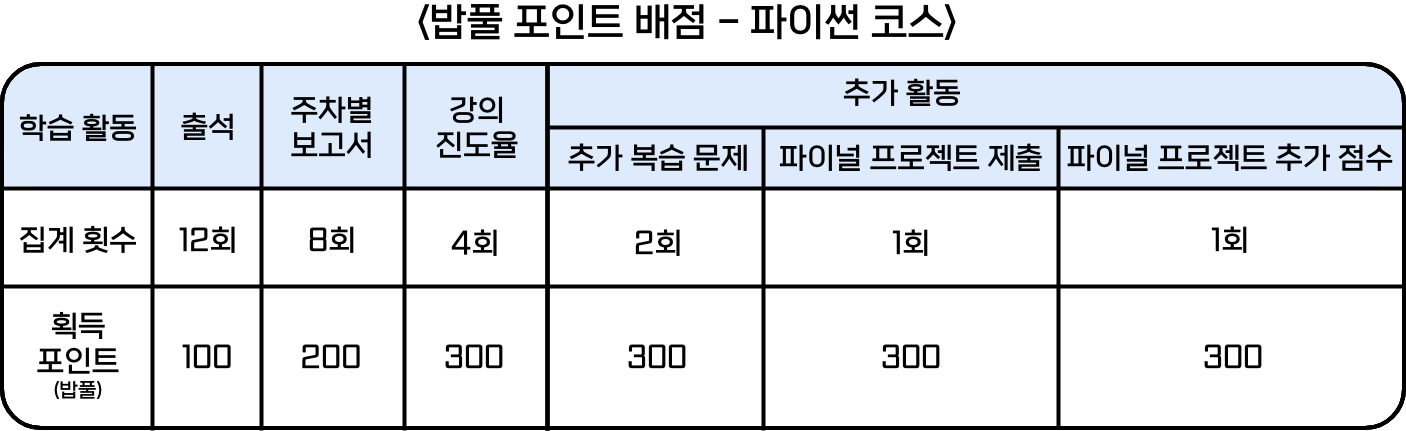 <밥풀 포인트 배점 – 파이썬 코스>
학습 활동
출석
주차별
보고서
강의
진도율
추가 활동
추가 복습 문제
파이널 프로젝트 제출
파이널 프로젝트 추가 점수
집계 횟수
12회
8회
4회
2회
1회
1회
획득
포인트
(밥풀)
100
200
300
300
300
300